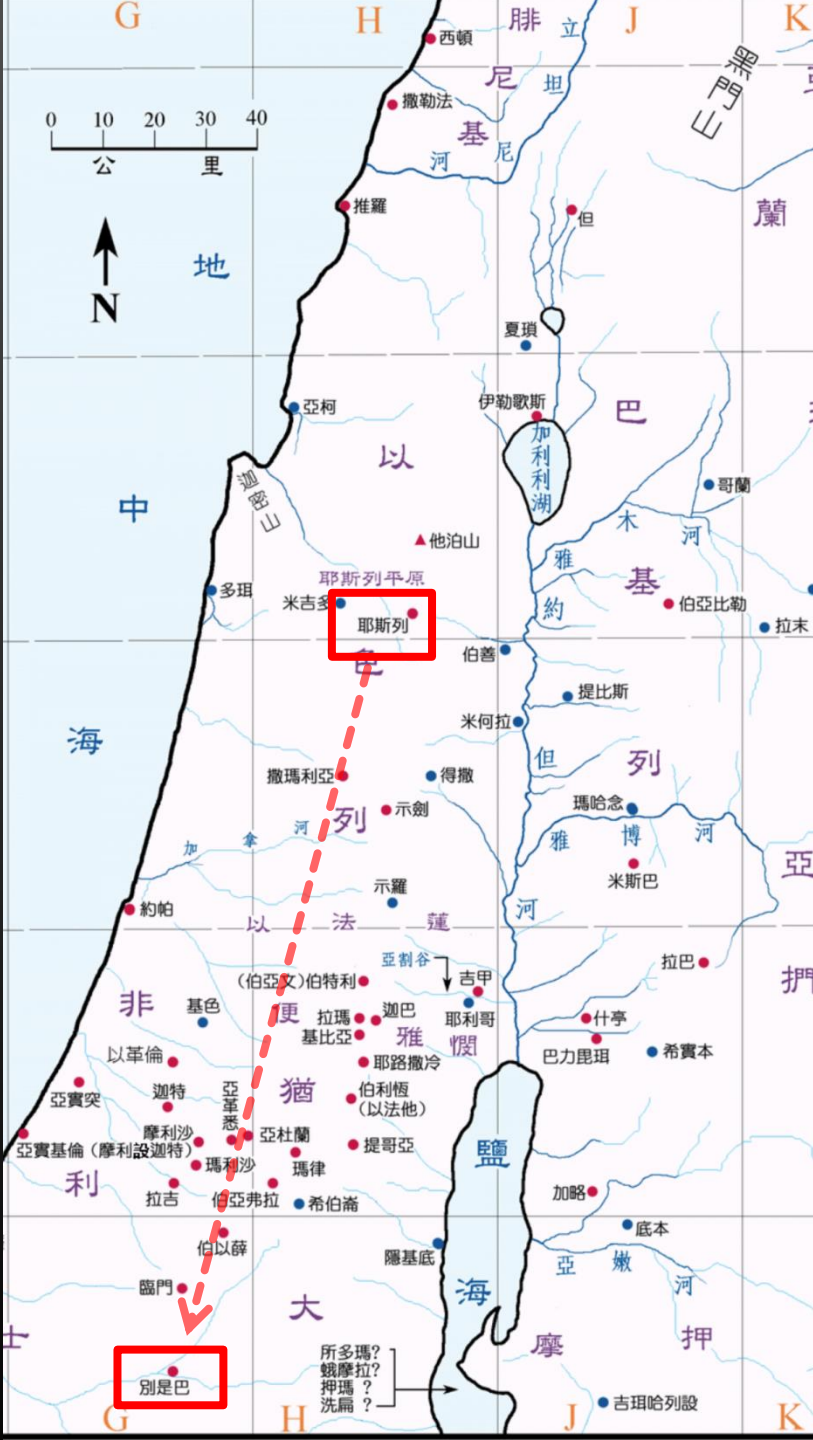 G H J K
西頓
腓 立
尼 坦
黑門山
撒勒法
基
河 尼
0 10 20 30 40
公 里
推羅
但
蘭
地
N
夏瑣
亞柯
伊勒歌斯
巴
加利利湖
以
迦密山
哥蘭
中
木 河
他泊山
雅
耶斯列平原
基
多珥
米吉多
耶斯列
約
伯亞比勒
拉末
色
伯善
提比斯
米何拉
海
但
列
撒瑪利亞
得撒
瑪哈念
列
示劍
加 拿 河
雅 博 河
亞
米斯巴
示羅
約帕
河
以 法 蓮
亞割谷
拉巴
(伯亞文)伯特利
吉甲
捫
非
基色
便
拉瑪
迦巴
耶利哥
什亭
基比亞
雅 憫
巴力毘珥
希實本
以革倫
耶路撒冷
亞實突
迦特
亞革悉
猶
伯利恆
(以法他)
摩利沙
亞杜蘭
亞實基倫(摩利設迦特)
提哥亞
鹽
瑪利沙
瑪律
利
拉吉
伯亞弗拉
希伯崙
加略
底本
伯以薛
隱基底
亞 嫩 河
臨門
大
海
士
摩 押
所多瑪?
蛾摩拉?
押瑪 ?
洗扁 ?
別是巴
吉珥哈列設
G H J K